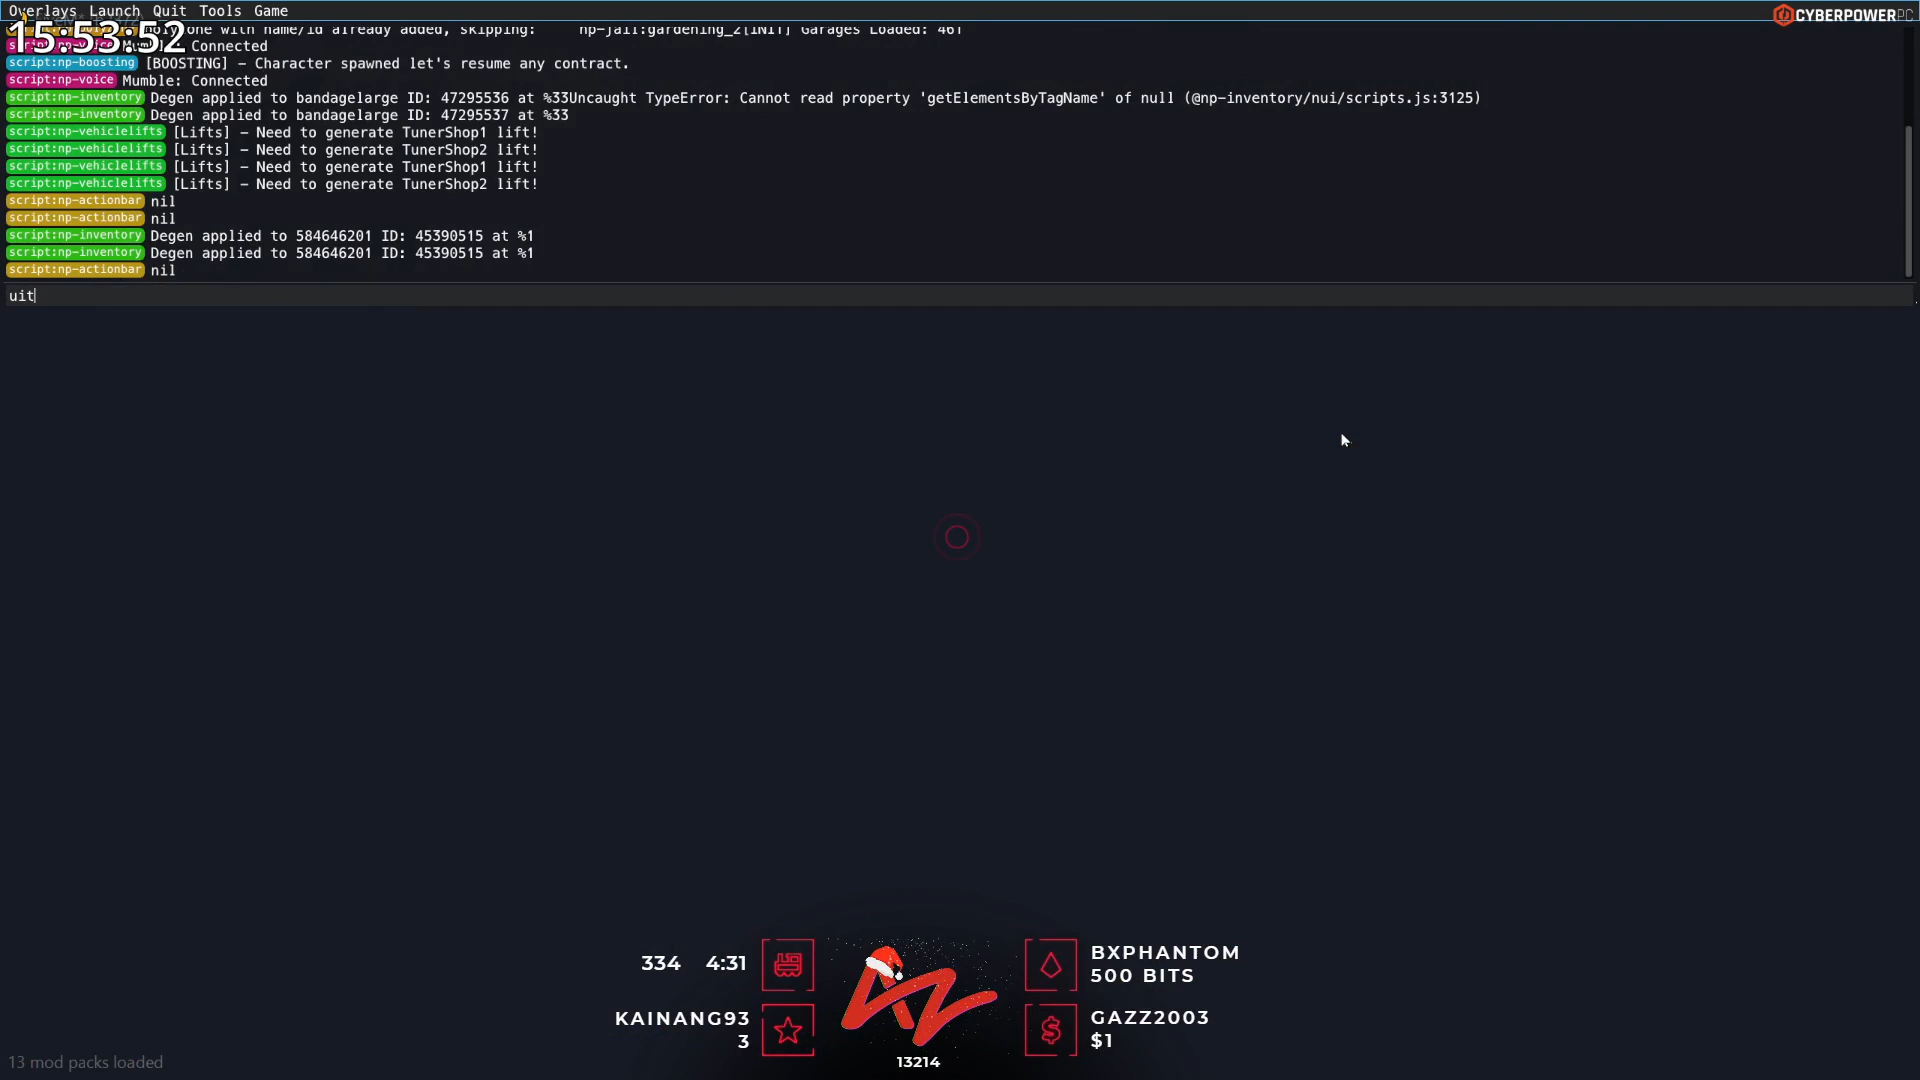 Overlays Launch Quit Tools Game
CYBERPOWERPC
15:53:52
one with name/id already added, skipping: np-jail:gardening_2[INIT] Garages Loaded: 461
Connected
script:np-boosting [BOOSTING] - Character spawned let's resume any contract.
script:np-voice Mumble: Connected
script:np-inventory Degen applied to bandagelarge ID: 47295536 at %33Uncaught TypeError: Cannot read property 'getElementsByTagName' of null (@np-inventory/nui/scripts.js:3125)
script:np-inventory Degen applied to bandagelarge ID: 47295537 at %33
script:np-vehiclelifts [Lifts] - Need to generate TunerShop1 lift!
script:np-vehiclelifts [Lifts] - Need to generate TunerShop2 lift!
script:np-vehiclelifts [Lifts] - Need to generate TunerShop1 lift!
script:np-vehiclelifts [Lifts] - Need to generate TunerShop2 lift!
script:np-actionbar nil
script:np-actionbar nil
script:np-inventory Degen applied to 584646201 ID: 45390515 at %1
script:np-inventory Degen applied to 584646201 ID: 45390515 at %1
script:np-actionbar nil
uit
334 4:31
BXPHANTOM
500 BITS
KAINANG93
3
GAZZ2003
$1
13214
13 mod packs loaded